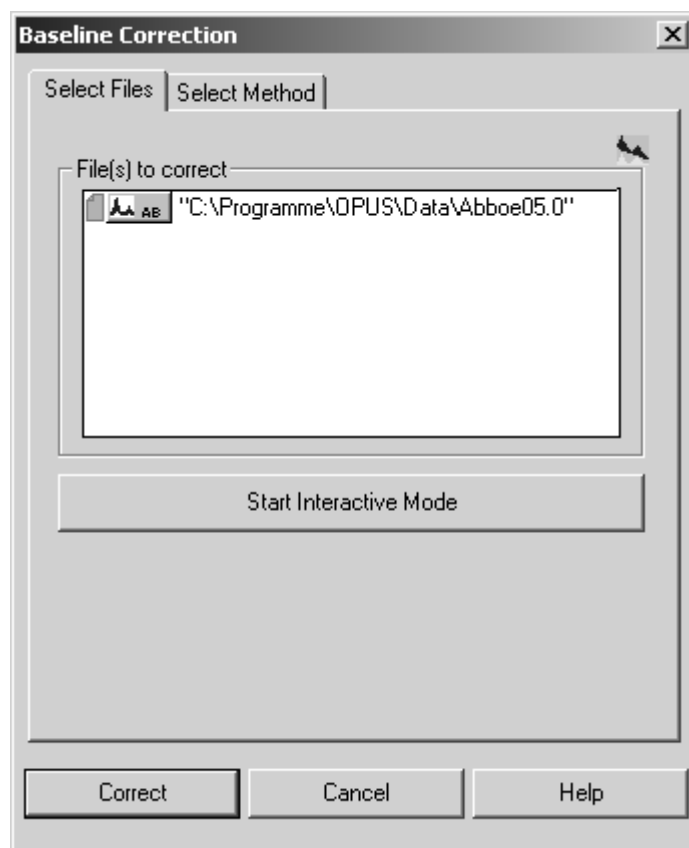 Baseline Correction
Select Files Select Method
File(s) to correct
AB "C:\Programme\OPUS\Data\Abboe05.0"
Start Interactive Mode
Correct Cancel Help